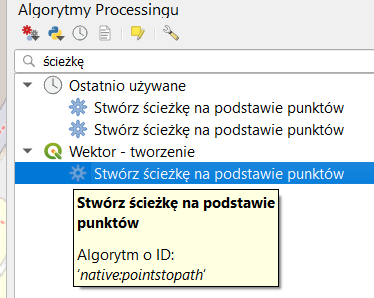 Algorytmy Processingu
ścieżkę
Ostatnio używane
Stwórz ścieżkę na podstawie punktów
Stwórz ścieżkę na podstawie punktów
Wektor - tworzenie
Stwórz ścieżkę na podstawie punktów
Stwórz ścieżkę na podstawie
punktów
Algorytm o ID:
'native:pointstopath'